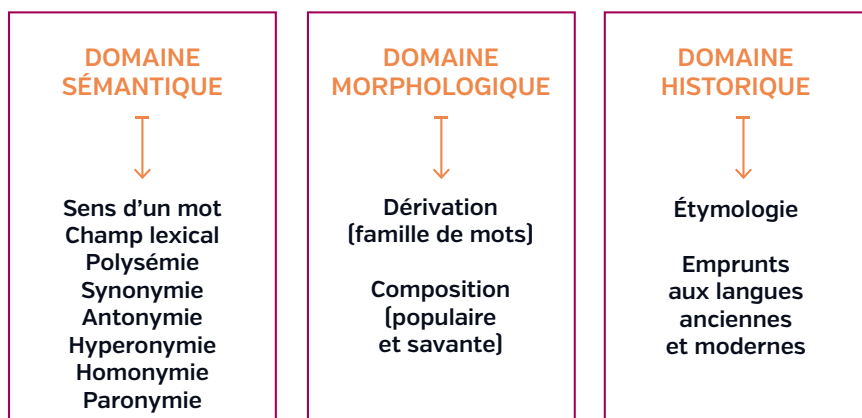 DOMAINE
SÉMANTIQUE
Sens d’un mot
Champ lexical
Polysémie
Synonymie
Antonymie
Hyperonymie
Homonymie
Paronymie
DOMAINE
MORPHOLOGIQUE
Dérivation
(famille de mots)
Composition
(populaire
et savante)
DOMAINE
HISTORIQUE
Étymologie
Emprunts
aux langues
anciennes
et modernes